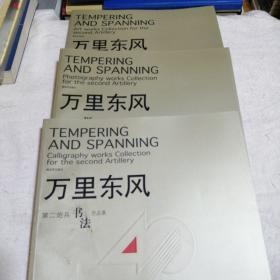 TEMPERING
AND SPANNING
Art works Collection for the
second Artillery
万里东风
TEMPERING
AND SPANNING
Photography works Collection
for the second Artillery
万里东风
TEMPERING
AND SPANNING
Calligraphy works Collection
for the second Artillery
万里东风
第二炮兵书法作品集